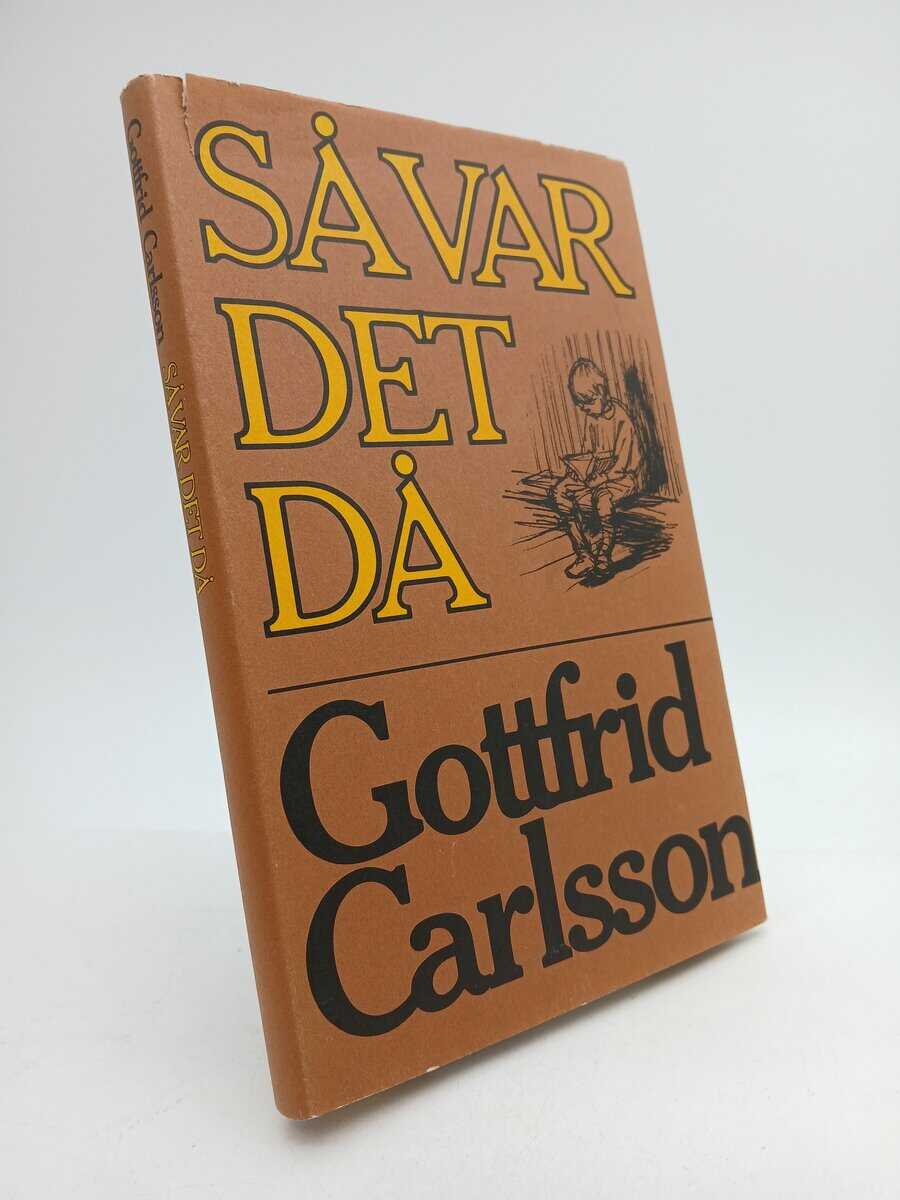 SÅ VAR
DET
DÅ
Gottfrid
Carlsson
Gottfrid Carlsson SÅ VAR DET DÅ